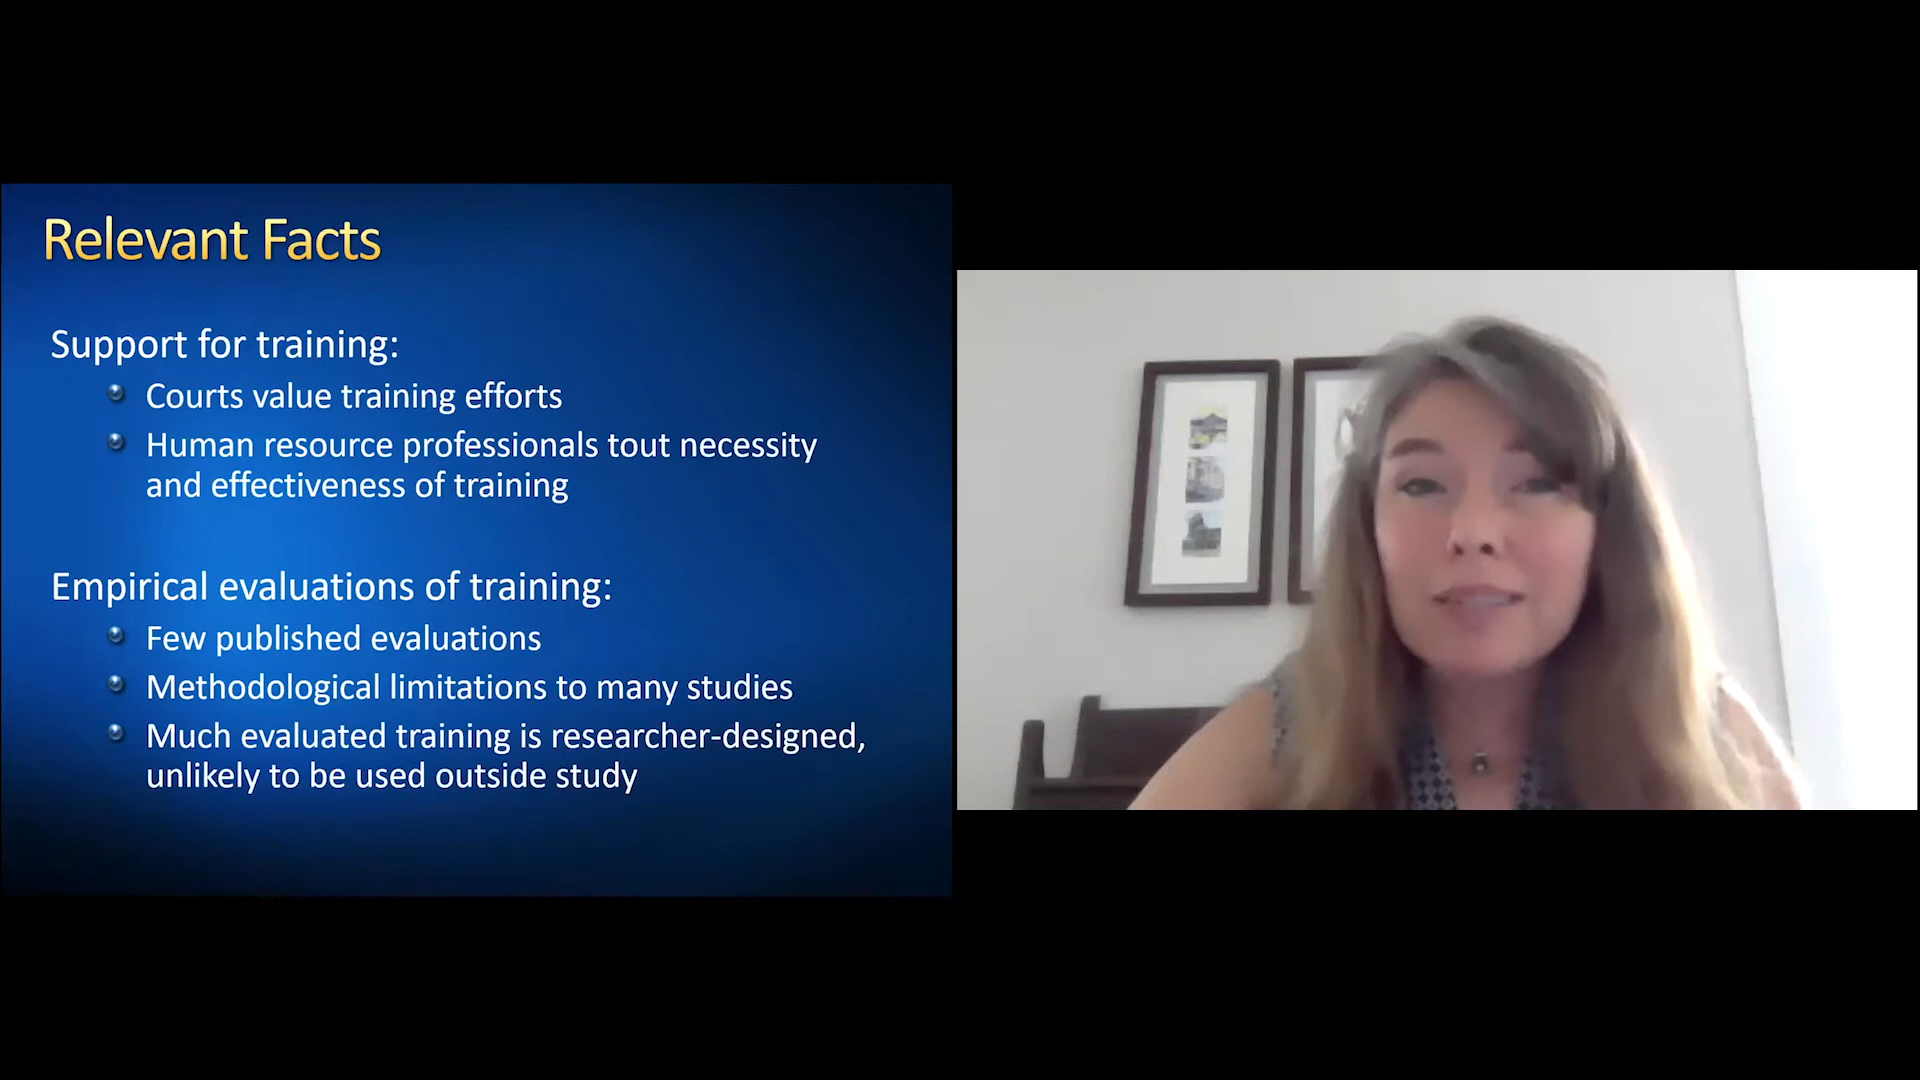 Relevant Facts
Support for training:
Courts value training efforts
Human resource professionals tout necessity
and effectiveness of training
Empirical evaluations of training:
Few published evaluations
Methodological limitations to many studies
Much evaluated training is researcher-designed,
unlikely to be used outside study